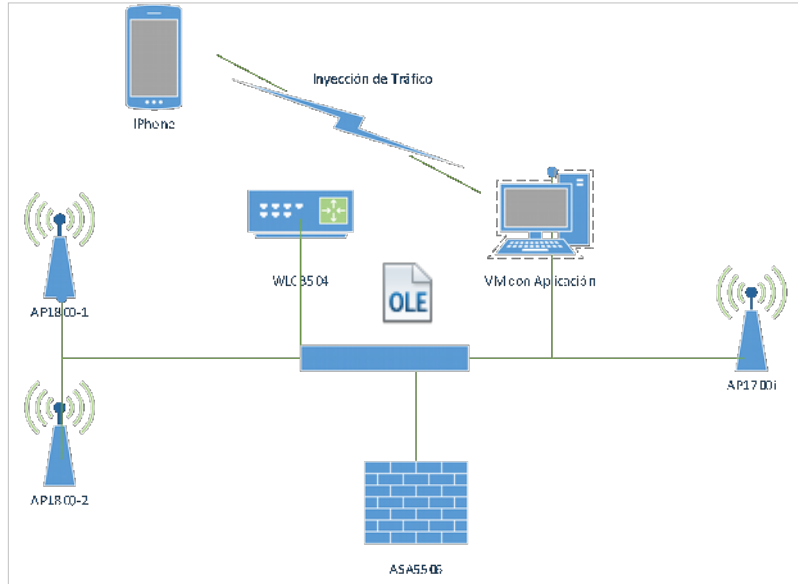 Inyección de Tráfico
iPhone
WLC3504
VM con Aplicación
OLE
AP1800-1
AP1700i
AP1800-2
ASA5506